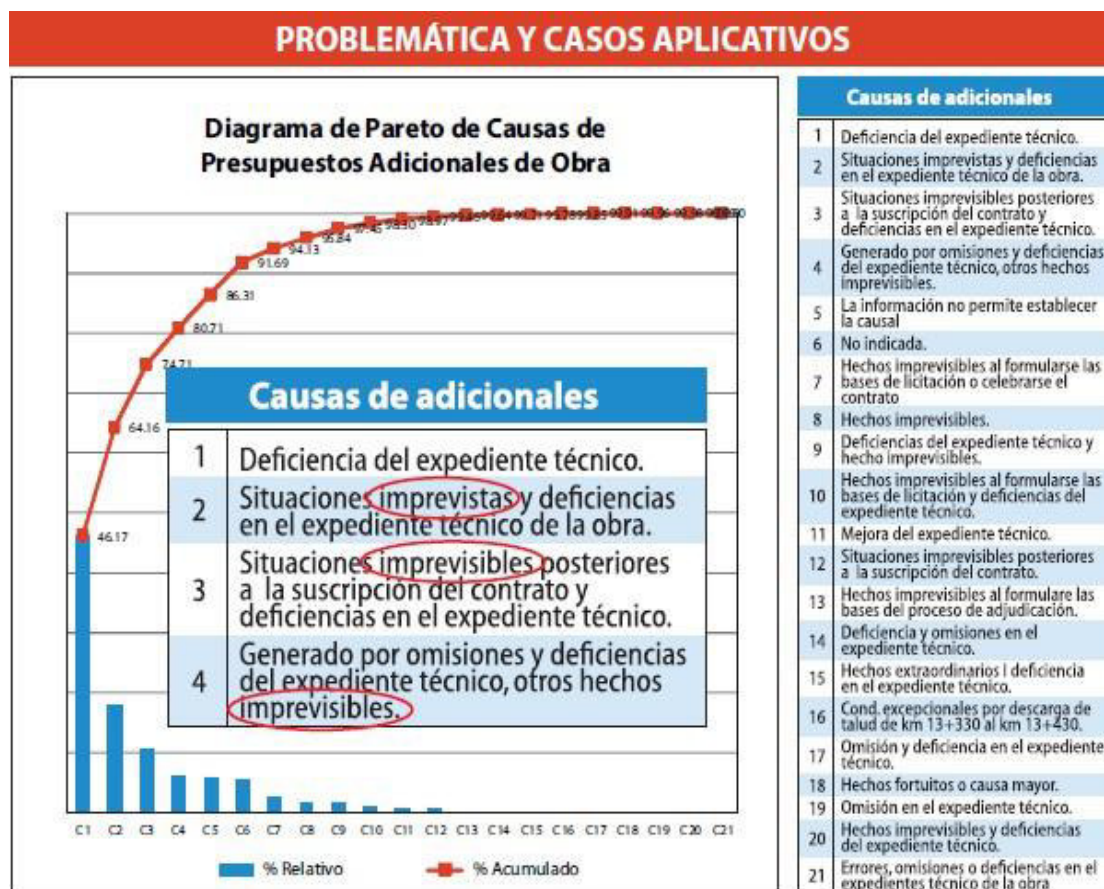 PROBLEMÁTICA Y CASOS APLICATIVOS
Diagrama de Pareto de Causas de
Presupuestos Adicionales de Obra
46.17
64.16
74.71
80.71
86.31
91.69
94.13
95.84
97.45
98.30
98.97
Causas de adicionales
1 Deficiencia del expediente técnico.
2 Situaciones imprevistas y deficiencias
en el expediente técnico de la obra.
3 Situaciones imprevisibles posteriores
a la suscripción del contrato y
deficiencias en el expediente técnico.
4 Generado por omisiones y deficiencias
del expediente técnico, otros hechos
imprevisibles.
C1 C2 C3 C4 C5 C6 C7 C8 C9 C10 C11 C12 C13 C14 C15 C16 C17 C18 C19 C20 C21
% Relativo % Acumulado
Causas de adicionales
1 Deficiencia del expediente técnico.
2 Situaciones imprevistas y deficiencias
en el expediente técnico de la obra.
3 Situaciones imprevisibles posteriores
a la suscripción del contrato y
deficiencias en el expediente técnico.
4 Generado por omisiones y deficiencias
del expediente técnico, otros hechos
imprevisibles.
5 La información no permite establecer
la causal
6 No indicada.
7 Hechos imprevisibles al formularse las
bases de licitación o celebrarse el
contrato
8 Hechos imprevisibles.
9 Deficiencias del expediente técnico y
hecho imprevisibles.
10 Hechos imprevisibles al formularse las
bases de licitación y deficiencias del
expediente técnico.
11 Mejora del expediente técnico.
12 Situaciones imprevisibles posteriores
a la suscripción del contrato.
13 Hechos imprevisibles al formulare las
bases del proceso de adjudicación.
14 Deficiencia y omisiones en el
expediente técnico.
15 Hechos extraordinarios I deficiencia
en el expediente técnico.
16 Cond. excepcionales por descarga de
talud de km 13+330 al km 13+430.
17 Omisión y deficiencia en el expediente
técnico.
18 Hechos fortuitos o causa mayor.
19 Omisión en el expediente técnico.
20 Hechos imprevisibles y deficiencias
del expediente técnico.
21 Errores, omisiones o deficiencias en el
expedientes técnico de la obra